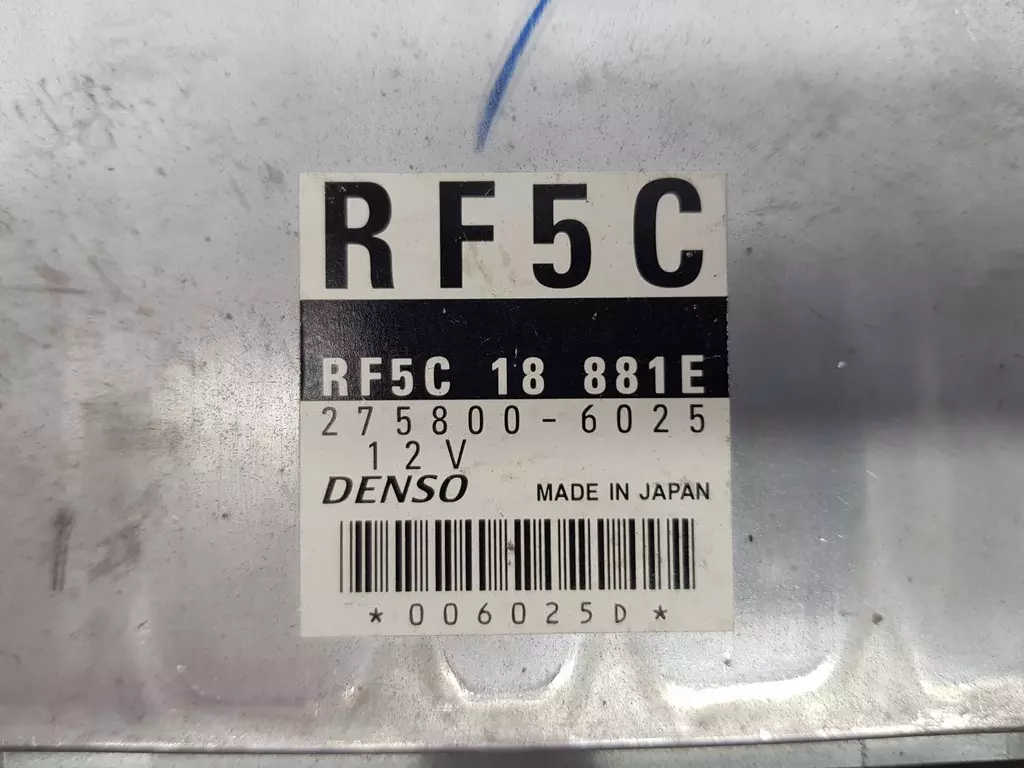 RF5C
RF5C 18 881E
275800-6025
12V
DENSO MADE IN JAPAN
*006025D*